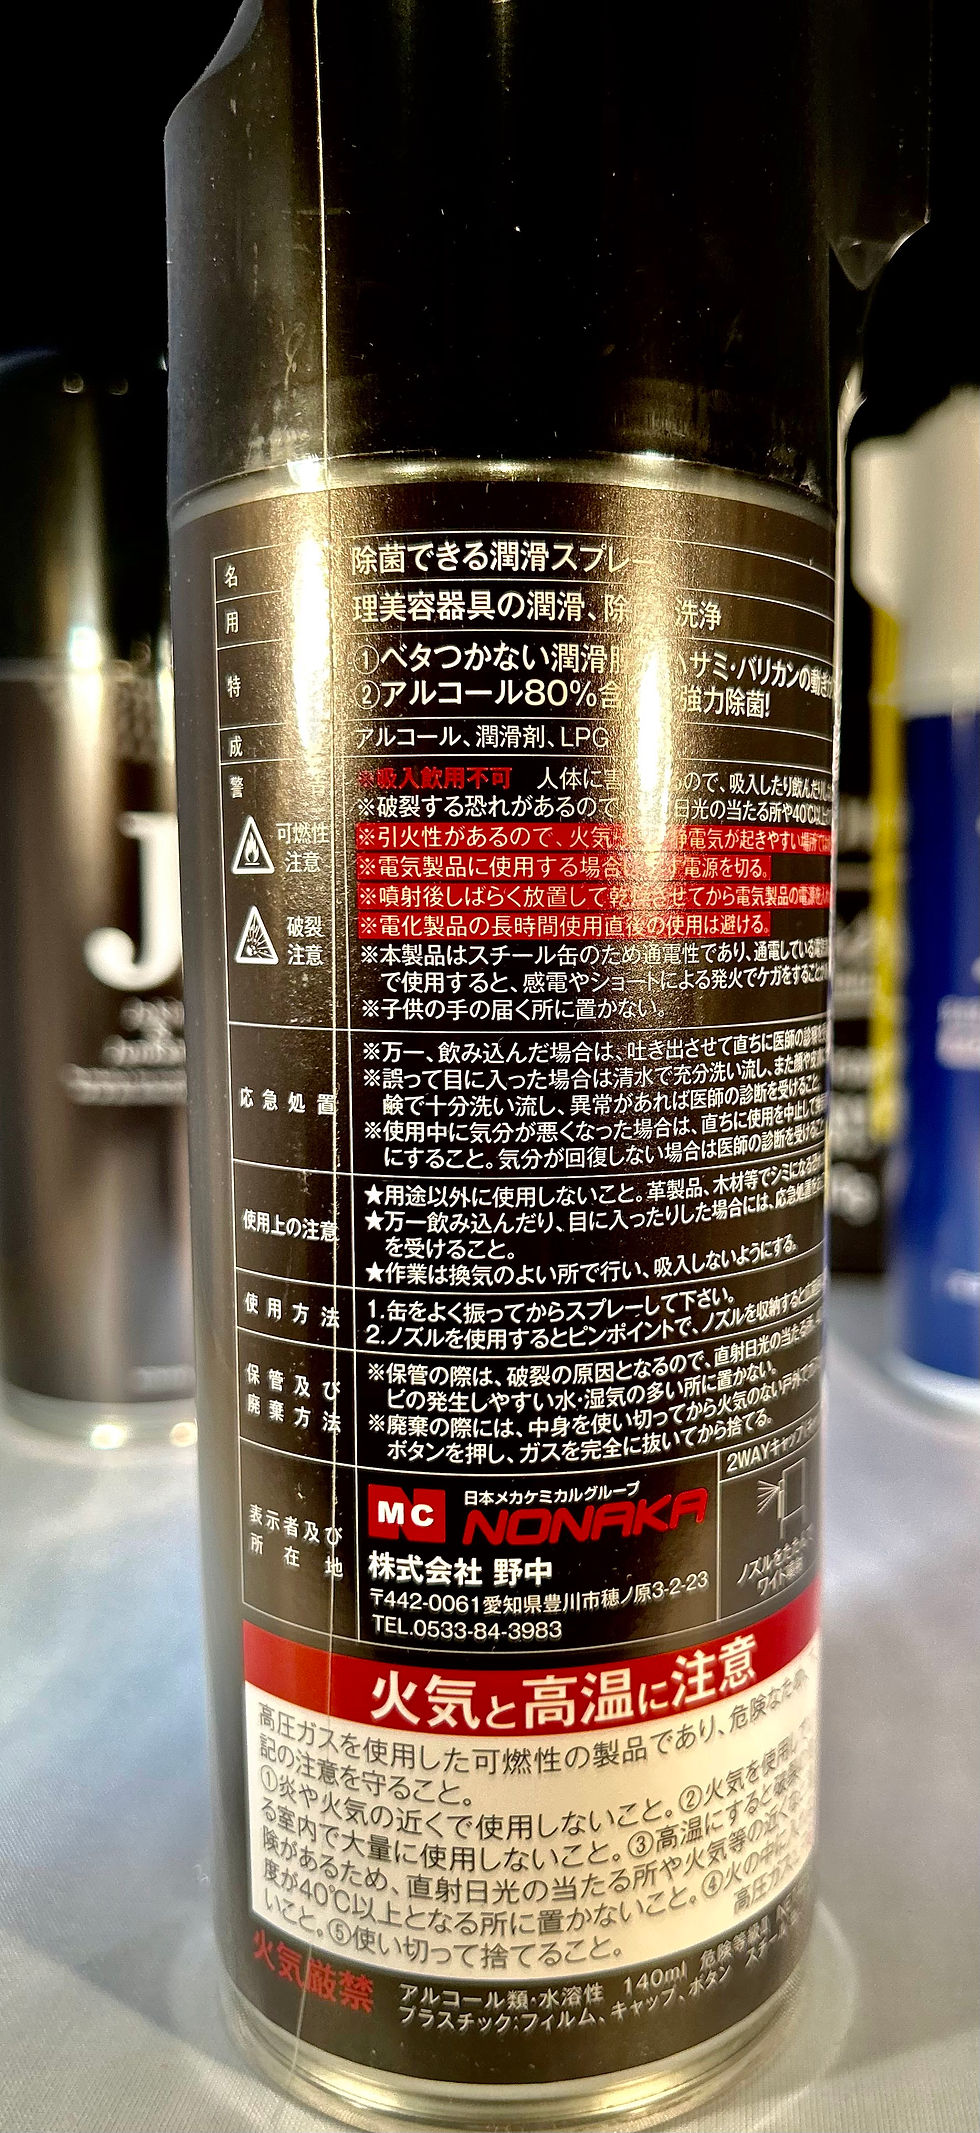 名
除菌できる潤滑スプレー
用
理美容器具の潤滑、除 洗浄
特
①ベタつかない潤滑 ハサミ・バリカンの動きが
②アルコール80%含 強力除菌!
成
アルコール、潤滑剤、LPG
警
※吸入飲用不可 人体に害 るので、吸入したり飲んだり
※破裂する恐れがあるので 日光の当たる所や40℃以上
可燃性
注意
※引火性があるので、火気 静電気が起きやすい場所で
※電気製品に使用する場合 電源を切る。
※噴射後しばらく放置して乾 させてから電気製品の電源を
※電化製品の長時間使用直後の使用は避ける。
破裂
注意
※本製品はスチール缶のため通電性であり、通電している
で使用すると、感電やショートによる発火でケガをすること
※子供の手の届く所に置かない。
応急処置
※万一、飲み込んだ場合は、吐き出させて直ちに医師の診察を
※誤って目に入った場合は清水で充分洗い流し、また顔や皮
鹸で十分洗い流し、異常があれば医師の診断を受けること。
※使用中に気分が悪くなった場合は、直ちに使用を中止して
にすること。気分が回復しない場合は医師の診断を受けること
使用上の注意
★用途以外に使用しないこと。革製品、木材等でシミになる
★万一飲み込んだり、目に入ったりした場合には、応急処置
を受けること。
★作業は換気のよい所で行い、吸入しないようにする。
使用方法
1.缶をよく振ってからスプレーして下さい。
2.ノズルを使用するとピンポイントで、ノズルを収納すると
保管及び
廃棄方法
※保管の際は、破裂の原因となるので、直射日光の当たる所、
ビの発生しやすい水・湿気の多い所に置かない。
※廃棄の際には、中身を使い切ってから火気のない戸外で
ボタンを押し、ガスを完全に抜いてから捨てる。
表示者及び
所在地
MC
日本メカケミカルグループ
NONAKA
株式会社 野中
〒442-0061愛知県豊川市穂ノ原3-2-23
TEL.0533-84-3983
2WAYキャップ
ノズルをたたんで
ワイド噴射
火気と高温に注意
高圧ガスを使用した可燃性の製品であり、危険なため、
記の注意を守ること。
①炎や火気の近くで使用しないこと。②火気を使用して
る室内で大量に使用しないこと。③高温にすると破裂
険があるため、直射日光の当たる所や火気等の近く
度が40℃以上となる所に置かないこと。④火の中に入
いこと。⑤使い切って捨てること。
高圧ガス:
火気厳禁
アルコール類・水溶性 140ml 危険等級Ⅱ
プラスチック:フィルム、キャップ、ボタン スチール
J